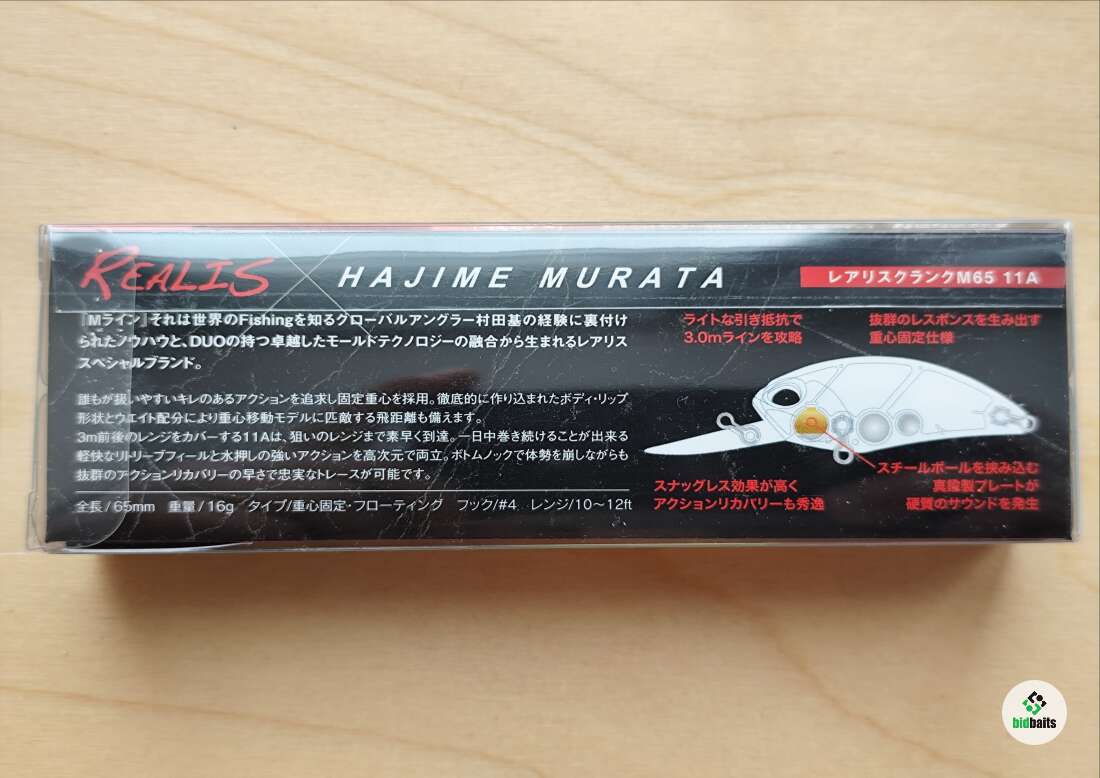 REALIS × HAJIME MURATA
レアリスクランクM65 11A
「Mライン」それは世界のFishingを知るグローバルアングラー村田基の経験に裏付け
られたノウハウと、DUOの持つ卓越したモールドテクノロジーの融合から生まれるレアリス
スペシャルブランド。
誰もが扱いやすいキレのあるアクションを追求し固定重心を採用。徹底的に作り込まれたボディ・リップ
形状とウエイト配分により重心移動モデルに匹敵する飛距離も備えます。
3m前後のレンジをカバーする11Aは、狙いのレンジまで素早く到達。一日中巻き続けることが出来る
軽快なリトリーブフィールと水押しの強いアクションを高次元で両立。ボトムノックで体勢を崩しながらも
抜群のアクションリカバリーの早さで忠実なトレースが可能です。
全長/65mm 重量/16g タイプ/重心固定・フローティング フック/#4 レンジ/10〜12ft
ライトな引き抵抗で
3.0mラインを攻略
抜群のレスポンスを生み出す
重心固定仕様
スナッグレス効果が高く
アクションリカバリーも秀逸
スチールボールを挟み込む
真鍮製プレートが
硬質のサウンドを発生
bidbaits